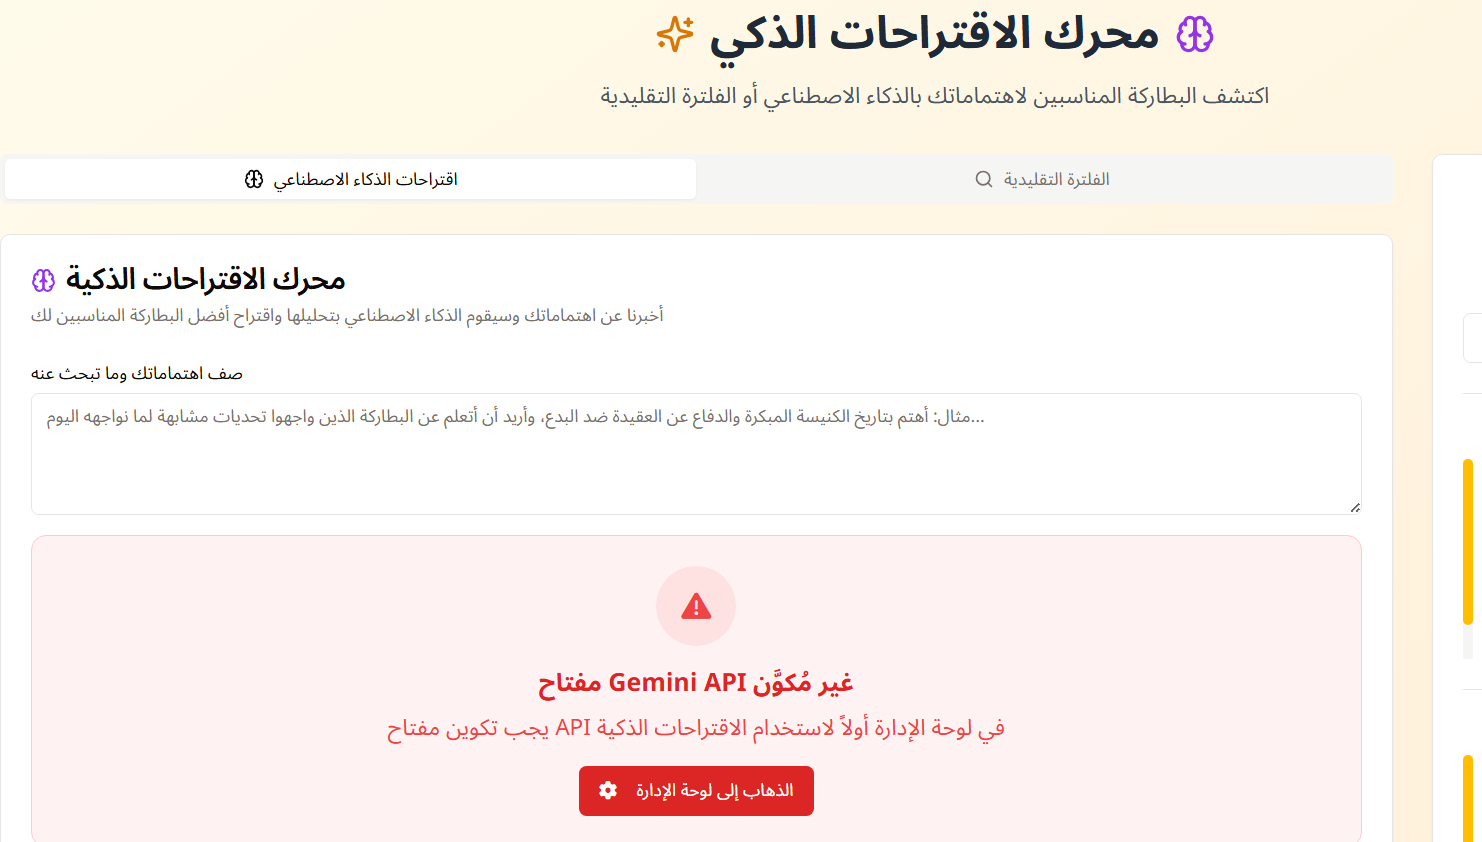 محرك الاقتراحات الذكي
اكتشف البطاركة المناسبين لاهتماماتك بالذكاء الاصطناعي أو الفلترة التقليدية
اقتراحات الذكاء الاصطناعي
الفلترة التقليدية
محرك الاقتراحات الذكية
أخبرنا عن اهتماماتك وسيقوم الذكاء الاصطناعي بتحليلها واقتراح أفضل البطاركة المناسبين لك
صف اهتماماتك وما تبحث عنه
مثال: أهتم بتاريخ الكنيسة المبكرة والدفاع عن العقيدة ضد البدع، وأريد أن أتعلم عن البطاركة الذين واجهوا تحديات مشابهة لما نواجهه اليوم...
مفتاح Gemini API غير مُكوَّن
يجب تكوين مفتاح API في لوحة الإدارة أولاً لاستخدام الاقتراحات الذكية
الذهاب إلى لوحة الإدارة